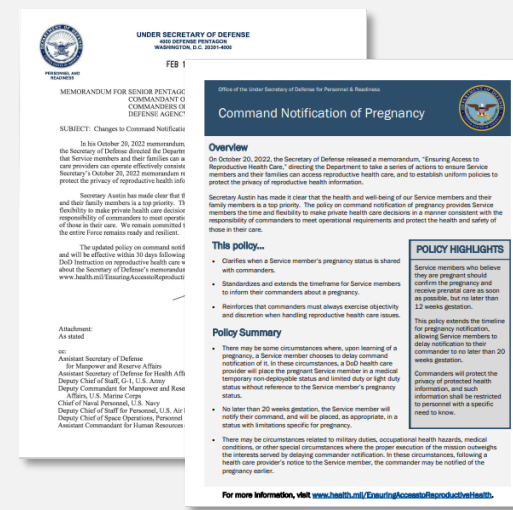 UNDER SECRETARY OF DEFENSE
4000 DEFENSE PENTAGON
WASHINGTON, D.C. 20301-4000
PERSONNEL AND
READINESS
FEB 1
MEMORANDUM FOR SENIOR PENTAG
COMMANDANT O
COMMANDERS O
DEFENSE AGENC
SUBJECT: Changes to Command Notificati
In his October 20, 2022 memorandum,
the Secretary of Defense directed the Depart
Service members and their families can a
care providers can operate effectively consiste
Secretary's October 20, 2022 memorandum
protect the privacy of reproductive health info
Secretary Austin has made clear that th
and their family members is a top priority. Th
flexibility to make private health care decision
responsibility of commanders to meet operati
of those in their care. We remained committed t
the entire Force remains ready and resilient.
The updated policy on command notifi
and will be effective within 30 days following
DoD Instruction on reproductive health care w
about the Secretary of Defense's memorandu
www.health.mil/EnsuringAccesstoReproducti
Attachment:
As stated
cc:
Assistant Secretary of Defense
for Manpower and Reserve Affairs
Assistant Secretary of Defense for Health Affa
Deputy Chief of Staff, G-1, U.S. Army
Deputy Commandant for Manpower and Rese
Affairs, U.S. Marine Corps
Chief of Naval Personnel, U.S. Navy
Deputy Chief of Staff for Personnel, U.S. Air
Deputy Chief of Space Operations, Personnel
Assistant Commandant for Human Resources
Office of the Under Secretary of Defense for Personnel & Readiness
Command Notification of Pregnancy
Overview
On October 20, 2022, the Secretary of Defense released a memorandum, "Ensuring Access to
Reproductive Health Care," directing the Department to take a series of actions to ensure Service
members and their families can access reproductive health care, and to establish uniform policies to
protect the privacy of reproductive health information.
Secretary Austin has made it clear that the health and well-being of our Service members and their
family members is a top priority. The policy on command notification of pregnancy provides Service
members the time and flexibility to make private health care decisions in a manner consistent with the
responsibility of commanders to meet operational requirements and protect the health and safety of
those in their care.
This policy...
• Clarifies when a Service member's pregnancy status is shared
with commanders.
• Standardizes and extends the timeframe for Service members
to inform their commanders about a pregnancy.
• Reinforces that commanders must always exercise objectivity
and discretion when handling reproductive health care issues.
Policy Summary
• There may be some circumstances where, upon learning of a
pregnancy, a Service member chooses to delay command
notification of it. In these circumstances, a DoD health care
provider will place the pregnant Service member in a medical
temporary non-deployable status and limited duty or light duty
status without reference to the Service member's pregnancy
status.
• No later than 20 weeks gestation, the Service member will
notify their command, and will be placed, as appropriate, in a
status with limitations specific for pregnancy.
• There may be circumstances related to military duties, occupational health hazards, medical
conditions, or other special circumstances where the proper execution of the mission outweighs
the interests served by delaying commander notification. In these circumstances, following a
health care provider's notice to the Service member, the commander may be notified of the
pregnancy earlier.
POLICY HIGHLIGHTS
Service members who believe
they are pregnant should
confirm the pregnancy and
receive prenatal care as soon
as possible, but no later than
12 weeks gestation.
This policy extends the timeline
for pregnancy notification,
allowing Service members to
delay notification to their
commander to no later than 20
weeks gestation.
Commanders will protect the
privacy of protected health
information, and such
information shall be restricted
to personnel with a specific
need to know.
For more information, visit www.health.mil/EnsuringAccesstoReproductiveHealth.